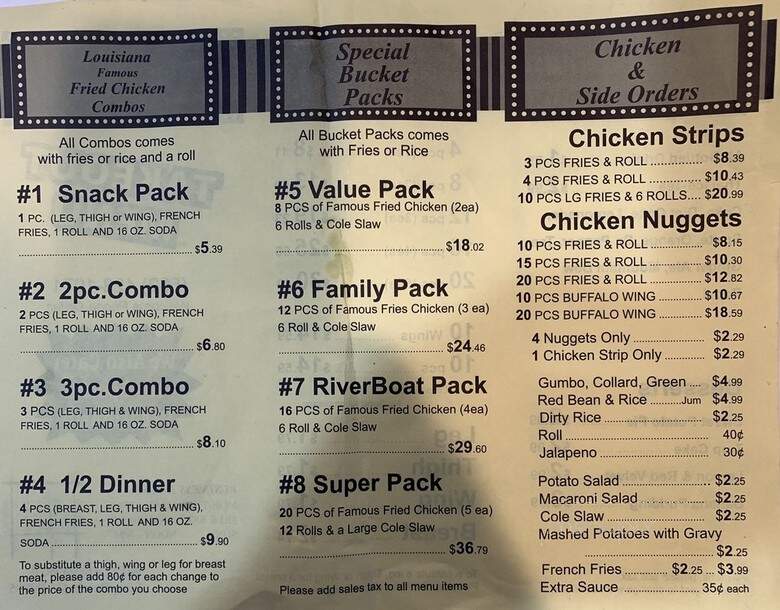 Louisiana
Famous
Fried Chicken
Combos
All Combos comes
with fries or rice and a roll
#1 Snack Pack
1 PC. (LEG, THIGH or WING), FRENCH
FRIES, 1 ROLL AND 16 OZ. SODA
$5.39
#2 2pc.Combo
2 PCS (LEG, THIGH or WING), FRENCH
FRIES, 1 ROLL AND 16 OZ. SODA
$6.80
#3 3pc.Combo
3 PCS (LEG, THIGH & WING), FRENCH
FRIES, 1 ROLL AND 16 OZ. SODA
$8.10
#4 1/2 Dinner
4 PCS (BREAST, LEG, THIGH & WING),
FRENCH FRIES, 1 ROLL AND 16 OZ.
SODA $9.90
To substitute a thigh, wing or leg for breast
meat, please add 80¢ for each change to
the price of the combo you choose
Special
Bucket
Packs
All Bucket Packs comes
with Fries or Rice
#5 Value Pack
8 PCS of Famous Fried Chicken (2ea)
6 Rolls & Cole Slaw
$18.02
#6 Family Pack
12 PCS of Famous Fries Chicken (3 ea)
6 Roll & Cole Slaw
$24.46
#7 RiverBoat Pack
16 PCS of Famous Fried Chicken (4ea)
6 Roll & Cole Slaw
$29.60
#8 Super Pack
20 PCS of Famous Fried Chicken (5 ea)
12 Rolls & a Large Cole Slaw
$36.79
Please add sales tax to all menu items
Chicken
&
Side Orders
Chicken Strips
3 PCS FRIES & ROLL $8.39
4 PCS FRIES & ROLL $10.43
10 PCS LG FRIES & 6 ROLLS.... $20.99
Chicken Nuggets
10 PCS FRIES & ROLL $8.15
15 PCS FRIES & ROLL $10.30
20 PCS FRIES & ROLL $12.82
10 PCS BUFFALO WING $10.67
20 PCS BUFFALO WING $18.59
4 Nuggets Only $2.29
1 Chicken Strip Only $2.29
Gumbo, Collard, Green .... $4.99
Red Bean & Rice ..........Jum $4.99
Dirty Rice $2.25
Roll 40¢
Jalapeno 30¢
Potato Salad $2.25
Macaroni Salad $2.25
Cole Slaw $2.25
Mashed Potatoes with Gravy
$2.25
French Fries $2.25 ... $3.99
Extra Sauce 35¢ each